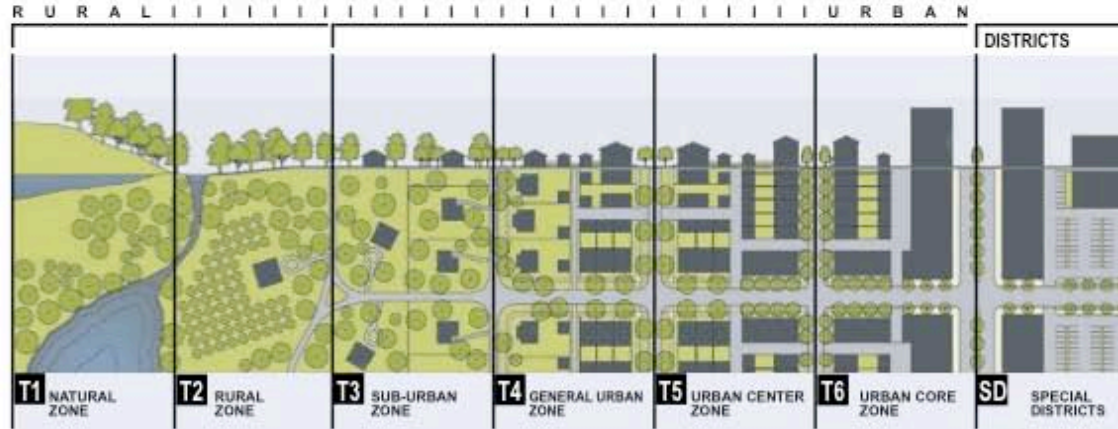 R U R A L I I I I I I I I I I I I I I I I I I I I I I U R B A N
DISTRICTS
T1 NATURAL
ZONE
T2 RURAL
ZONE
T3 SUB-URBAN
ZONE
T4 GENERAL URBAN
ZONE
T5 URBAN CENTER
ZONE
T6 URBAN CORE
ZONE
SD SPECIAL
DISTRICTS